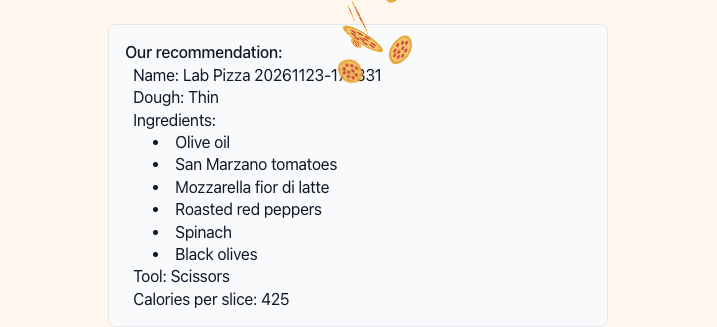 Our recommendation:
Name: Lab Pizza
Dough: Thin
Ingredients:
• Olive oil
• San Marzano tomatoes
• Mozzarella fior di latte
• Roasted red peppers
• Spinach
• Black olives
Tool: Scissors
Calories per slice: 425